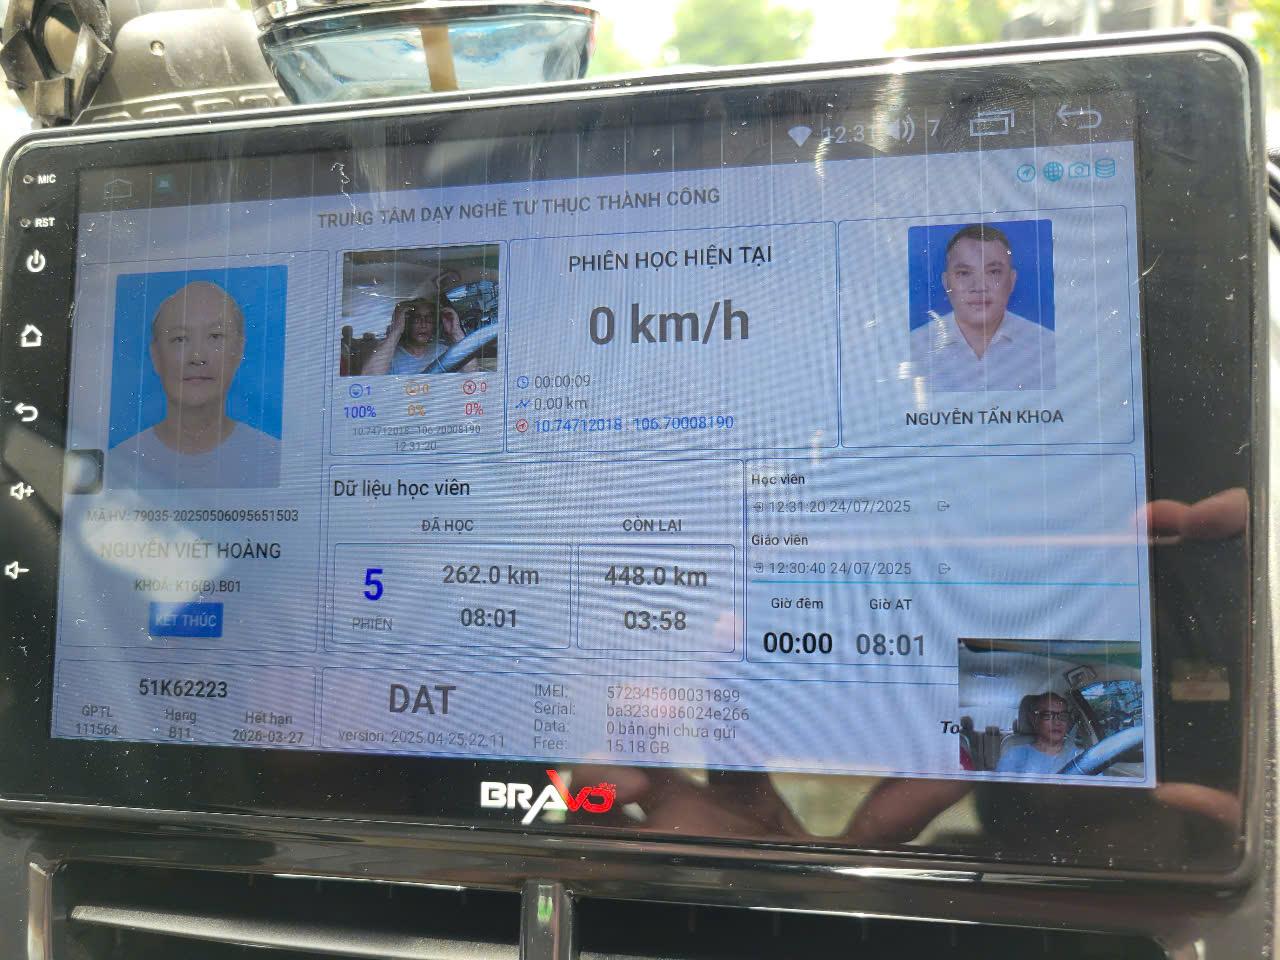 12.31
7
MIC
RST
TRUNG TÂM DẠY NGHỀ TƯ THỤC THÀNH CÔNG
MÃ HV: 79035-20250506095651503
NGUYỄN VIẾT HOÀNG
KHOÁ: K16(B).B01
KẾT THÚC
1 0 0
100% 0% 0%
10.74712018 : 106.70008190
12:31:20
PHIÊN HỌC HIỆN TẠI
0 km/h
00:00:09
0.00 km
10.74712018 : 106.70008190
NGUYỄN TẤN KHOA
Dữ liệu học viên
ĐÃ HỌC
CÒN LẠI
5
PHIÊN
262.0 km
08:01
448.0 km
03:58
Học viên
12:31:20 24/07/2025
Giáo viên
12:30:40 24/07/2025
Giờ đêm Giờ AT
00:00 08:01
51K62223
GPTL Hạng Hết hạn
111564 B11 2026-03-27
DAT
Version: 2025.04.25.22.11
IMEI: 572345600031899
Serial: ba323d986024e266
Data: 0 bản ghi chưa gửi
Free: 15.18 GB
To
BRAVO